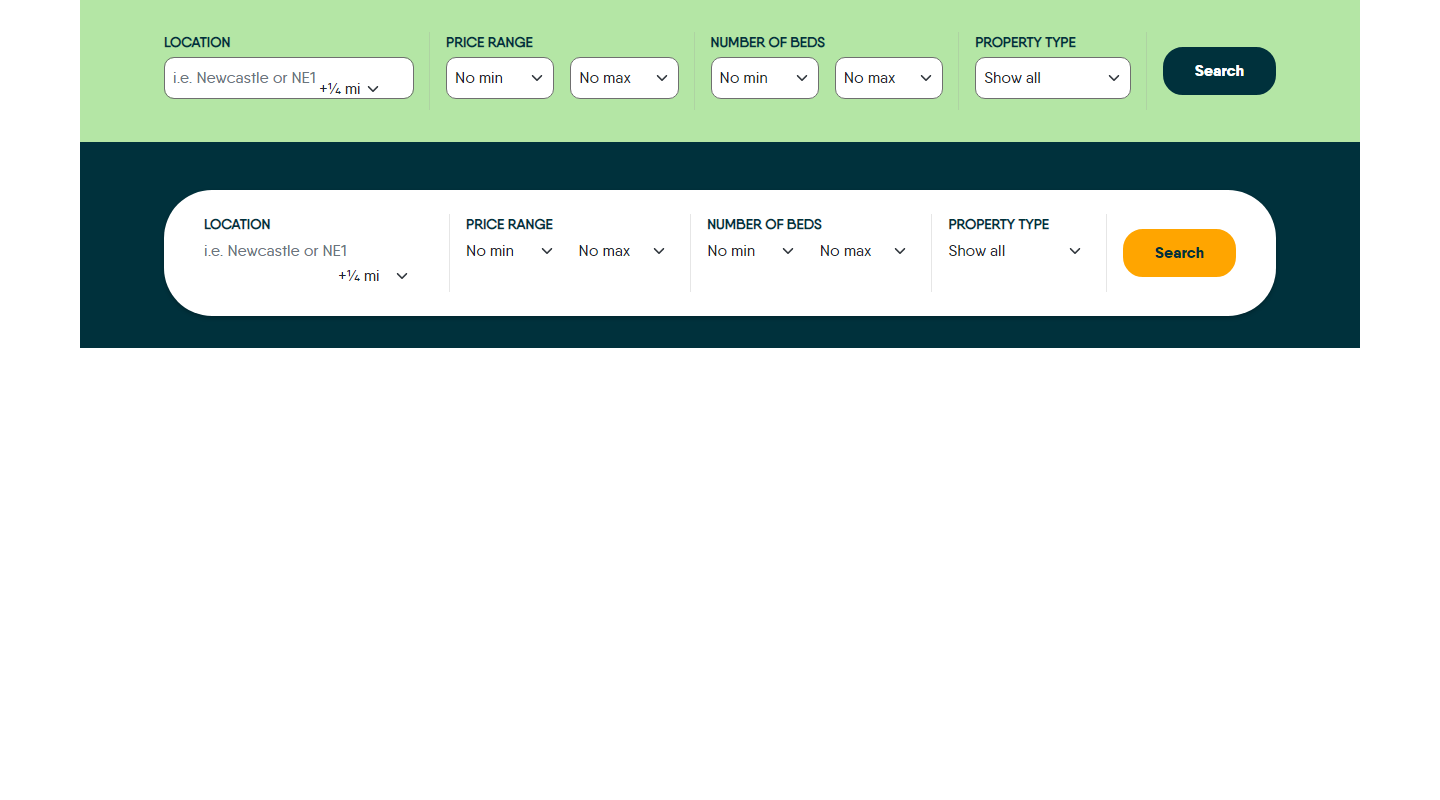 LOCATION PRICE RANGE NUMBER OF BEDS PROPERTY TYPE
i.e. Newcastle or NE1 +¼ mi No min No max No min No max Show all Search
LOCATION PRICE RANGE NUMBER OF BEDS PROPERTY TYPE
i.e. Newcastle or NE1 No min No max No min No max Show all Search
+¼ mi